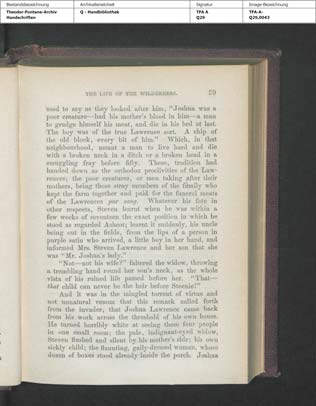 Bestandsbezeichnung
Theodor-Fontane-Archiv
Handschriften
Archiveinheit
Q - Handbibliothek
Signatur
TFA A
Q29
Image-Bezeichnung
TFA-A-
Q29,0043
THE LIFE OF THE WILDERNESS. 29
used to say as they looked after him, "Joshua was a
poor creature—had his mother's blood in him—a man
to grudge himself his meat, and die in his bed at last.
The boy was of the true Lawrence sort. A chip of
the old block, every bit of him." Which, in that
neighbourhood, meant a man to live hard and die
with a broken neck in a ditch or a broken head in a
smuggling fray before fifty. These, tradition had
handed down as the orthodox proclivities of the Law-
rences; the poor creatures, or men taking after their
mothers, being those stray members of the family who
kept the farm together and paid for the funeral meats
of the Lawrences
Whatever his fate in
other respects, Steven learnt when he was within a
few weeks of seventeen the exact position in which he
stood as regarded Ashcot; learnt it suddenly, his uncle
being out in the fields, from the lips of a person in
purple satin who arrived, a little boy in her hand, and
informed Mrs. Steven Lawrence and her son that she
was "Mr. Joshua's lady."
"Not—not his wife?" faltered the widow, throwing
a trembling hand round her son's neck, as the whole
vista of his ruined life passed before her. "That—
that child can never be the heir before Steenie!"
And it was in the mingled torrent of virtue and
not unnatural venom that this remark called forth
from the invader, that Joshua Lawrence came back
from his work across the threshold of his own house.
He turned horribly white at seeing these four people
in one small room; the pale, indignant-eyed widow,
Steven flushed and silent by his mother's side; his own
sickly child; the flaunting, gaily-dressed woman, whose
dozen of boxes stood already inside the porch. Joshua